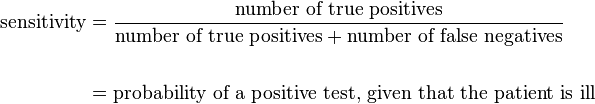 sensitivity = number of true positives / number of true positives + number of false negatives
= probability of a positive test, given that the patient is ill